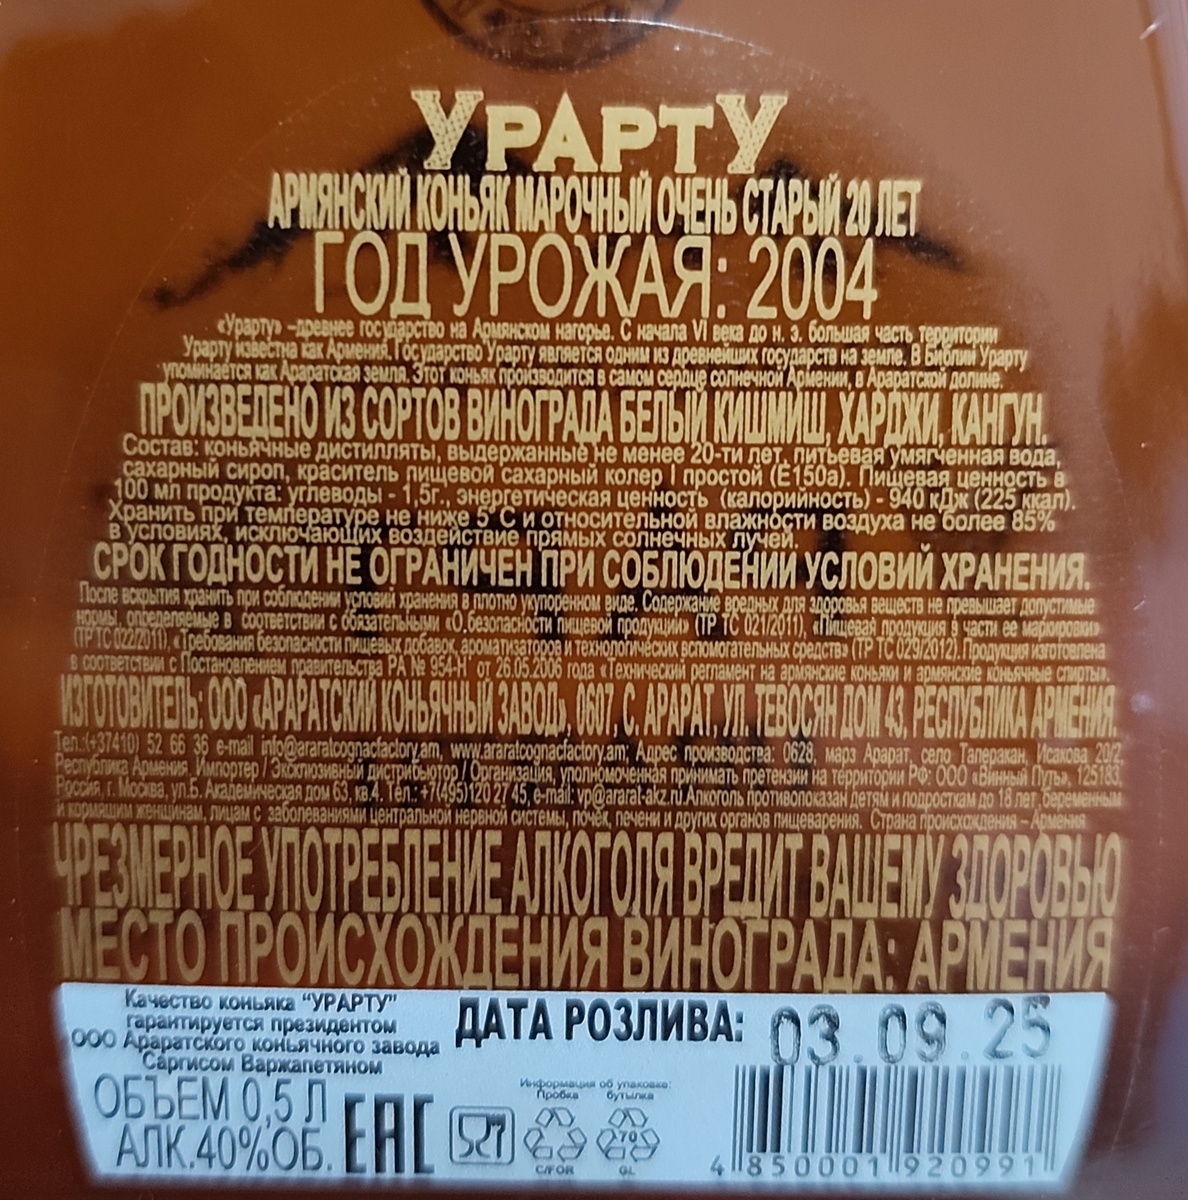 УРАРТУ
АРМЯНСКИЙ КОНЬЯК МАРОЧНЫЙ ОЧЕНЬ СТАРЫЙ 20 ЛЕТ
ГОД УРОЖАЯ: 2004
«Урарту» –древнее государство на Армянском нагорье. С начала VI века до н. э. большая часть территории
Урарту известна как Армения. Государство Урарту является одним из древнейших государств на земле. В Библии Урарту
упоминается как Араратская земля. Этот коньяк производится в самом сердце солнечной Армении, в Араратской долине.
ПРОИЗВЕДЕНО ИЗ СОРТОВ ВИНОГРАДА БЕЛЫЙ КИШМИШ, ХАРДЖИ, КАНГУН.
Состав: коньячные дистилляты, выдержанные не менее 20-ти лет, питьевая умягченная вода,
сахарный сироп, краситель пищевой сахарный колер I простой (Е150а). Пищевая ценность в
100 мл продукта: углеводы - 1,5г., энергетическая ценность (калорийность) - 940 кДж (225 ккал).
Хранить при температуре не ниже 5°С и относительной влажности воздуха не более 85%
в условиях, исключающих воздействие прямых солнечных лучей.
СРОК ГОДНОСТИ НЕ ОГРАНИЧЕН ПРИ СОБЛЮДЕНИИ УСЛОВИЙ ХРАНЕНИЯ.
После вскрытия хранить при соблюдении условий хранения в плотно укупоренном виде. Содержание вредных для здоровья веществ не превышает допустимые
нормы, определяемые в соответствии с обязательными «О безопасности пищевой продукции» (ТР ТС 021/2011), «Пищевая продукция в части ее маркировки»
(ТР ТС 0222011), «Требования безопасности пищевых добавок, ароматизаторов и технологических вспомогательных средств» (ТР ТС 029/2012). Продукция изготовлена
в соответствии с Постановлением правительства РА № 954-Н от 26.05.2006 года «Технический регламент на армянские коньяки и армянские коньячные спирты».
ИЗГОТОВИТЕЛЬ: ООО «АРАРАТСКИЙ КОНЬЯЧНЫЙ ЗАВОД», 0607, С. АРАРАТ, УЛ. ТЕВОСЯН ДОМ 43, РЕСПУБЛИКА АРМЕНИЯ.
Тел.:(+37410) 52 66 36 e-mail info@araratcognacfactory.am, www.araratcognacfactory.am; Адрес производства: 0628, марз Арарат, село Таперакан, Исакова 20/2,
Республика Армения, Импортер / Эксклюзивный дистрибьютор / Организация, уполномоченная принимать претензии на территории РФ: ООО «Винный Путь», 125183,
Россия, г. Москва, ул.Б. Академическая дом 63, кв.4. Тел.: +7(495)120 27 45, e-mail: vp@ararat-akz.ru.Алкоголь противопоказан детям и подросткам до 18 лет, беременным
и кормящим женщинам, лицам с заболеваниями центральной нервной системы, почек, печени и других органов пищеварения. Страна происхождения – Армения
ЧРЕЗМЕРНОЕ УПОТРЕБЛЕНИЕ АЛКОГОЛЯ ВРЕДИТ ВАШЕМУ ЗДОРОВЬЮ
МЕСТО ПРОИСХОЖДЕНИЯ ВИНОГРАДА: АРМЕНИЯ
Качество коньяка "УРАРТУ"
гарантируется президентом
ООО Араратского коньячного завода
Саргисом Варжапетяном
ДАТА РОЗЛИВА: 03.09.25
ОБЪЕМ 0,5 Л
АЛК.40%ОБ.
ЕАС
Информация об упаковке:
Пробка бутылка
70
C/FOR GL
4 850001 920991